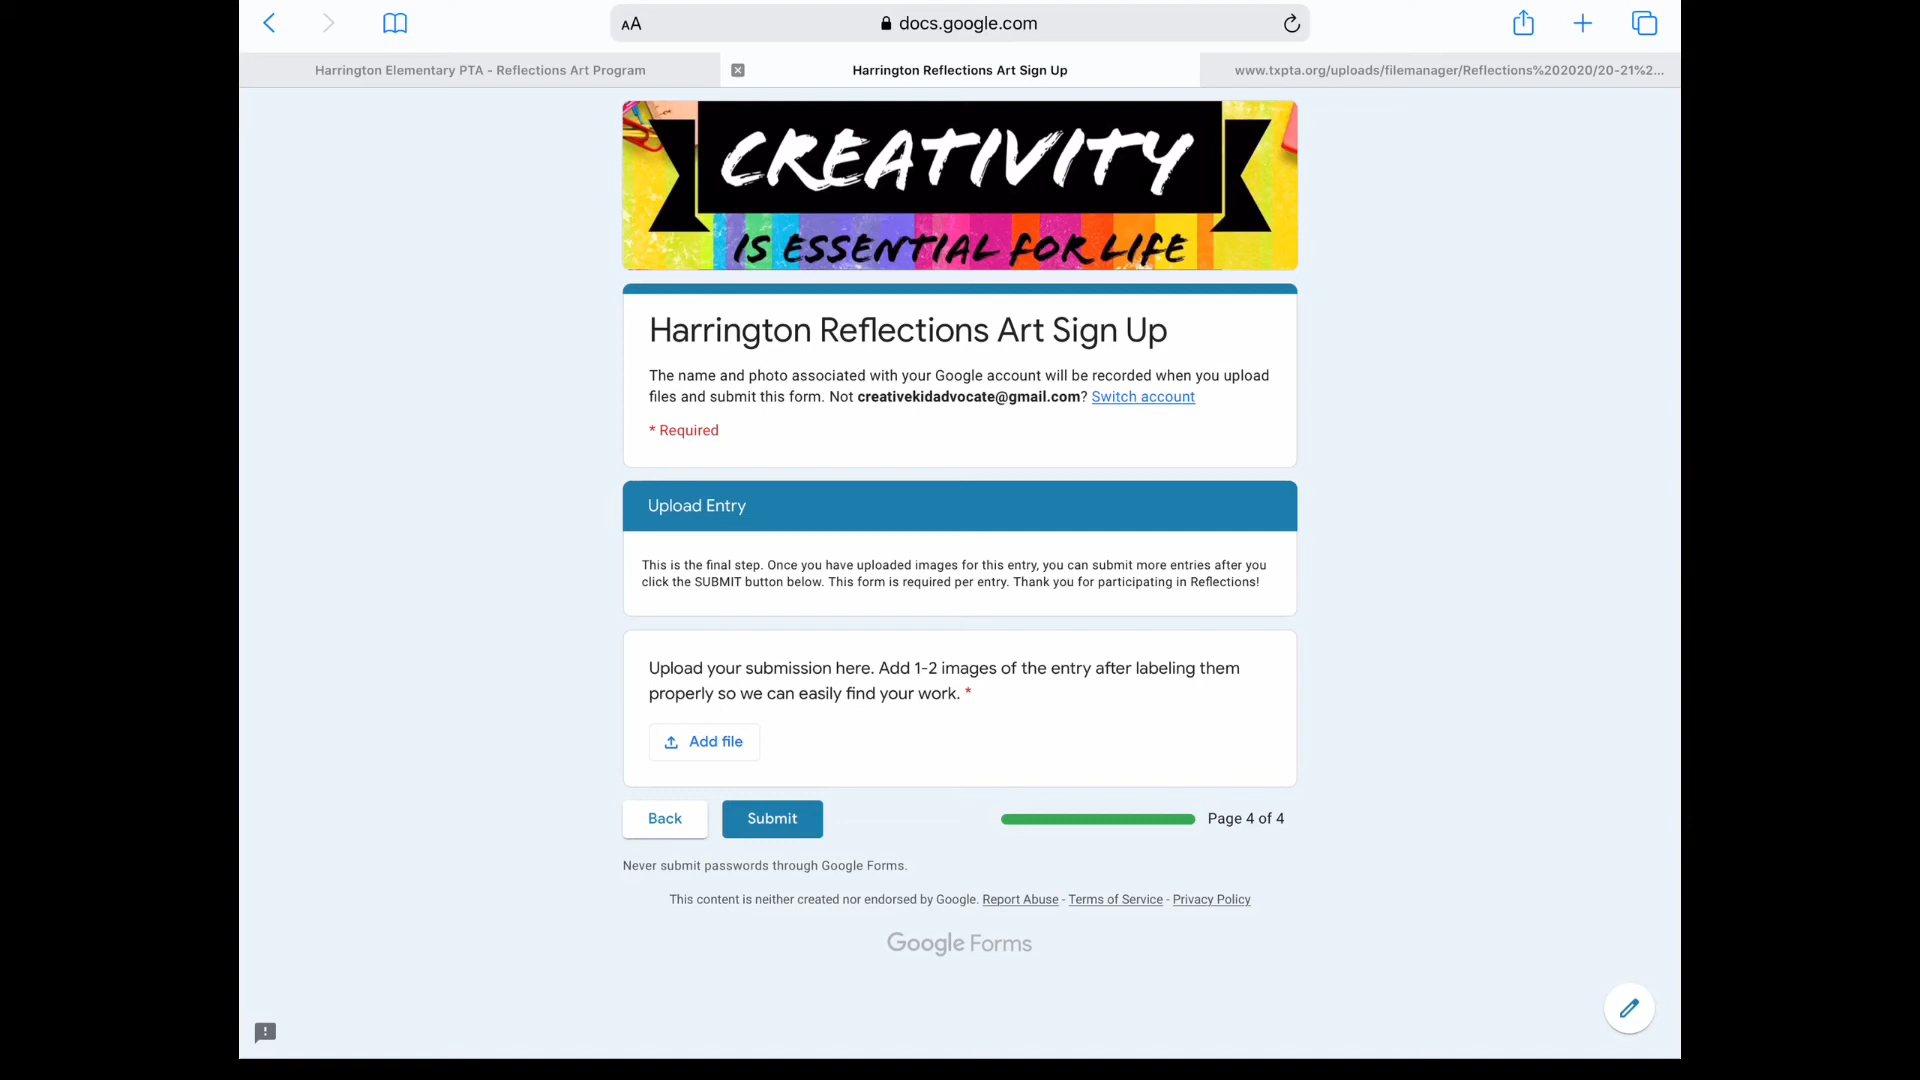 AA
docs.google.com
Harrington Elementary PTA - Reflections Art Program
Harrington Reflections Art Sign Up
www.txpta.org/uploads/filemanager/Reflections%202020/20-21%2...
CREATIVITY
IS ESSENTIAL FOR LIFE
Harrington Reflections Art Sign Up
The name and photo associated with your Google account will be recorded when you upload
files and submit this form. Not creativekidadvocate@gmail.com? Switch account
* Required
Upload Entry
This is the final step. Once you have uploaded images for this entry, you can submit more entries after you
click the SUBMIT button below. This form is required per entry. Thank you for participating in Reflections!
Upload your submission here. Add 1-2 images of the entry after labeling them
properly so we can easily find your work. *
Add file
Back
Submit
Page 4 of 4
Never submit passwords through Google Forms.
This content is neither created nor endorsed by Google. Report Abuse - Terms of Service - Privacy Policy
Google Forms